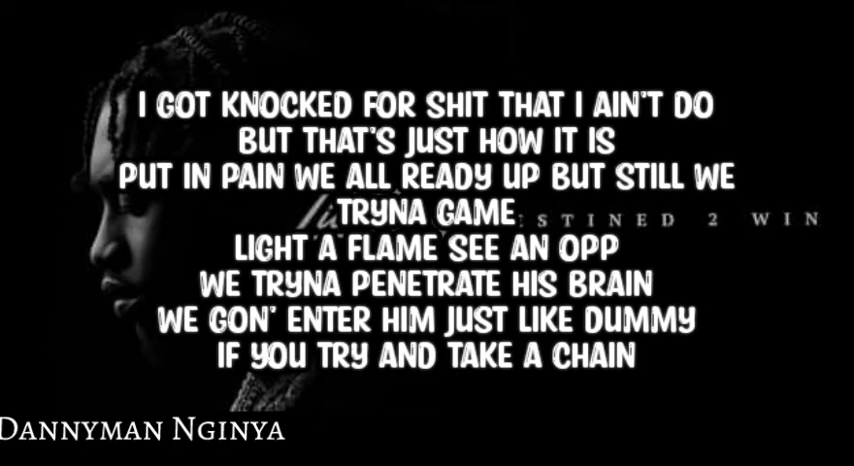 I GOT KNOCKED FOR SHIT THAT I AIN'T DO
BUT THAT'S JUST HOW IT IS
PUT IN PAIN WE ALL READY UP BUT STILL WE
TRYNA GAME
STINED 2 WIN
LIGHT A FLAME SEE AN OPP
WE TRYNA PENETRATE HIS BRAIN
WE GON' ENTER HIM JUST LIKE DUMMY
IF YOU TRY AND TAKE A CHAIN
DANNYMAN NGINYA